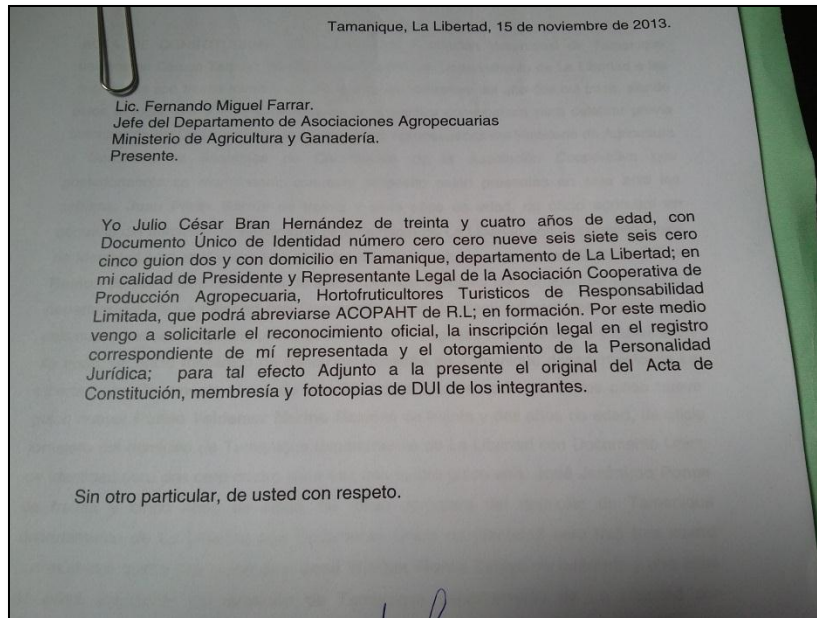 Tamanique, La Libertad, 15 de noviembre de 2013.
Lic. Fernando Miguel Farrar.
Jefe del Departamento de Asociaciones Agropecuarias
Ministerio de Agricultura y Ganadería.
Presente.
Yo Julio César Bran Hernández de treinta y cuatro años de edad, con
Documento Único de Identidad número cero cero nueve seis siete seis cero
cinco guion dos y con domicilio en Tamanique, departamento de La Libertad; en
mi calidad de Presidente y Representante Legal de la Asociación Cooperativa de
Producción Agropecuaria, Hortofruticultores Turisticos de Responsabilidad
Limitada, que podrá abreviarse ACOPAHT de R.L; en formación. Por este medio
vengo a solicitarle el reconocimiento oficial, la inscripción legal en el registro
correspondiente de mí representada y el otorgamiento de la Personalidad
Jurídica; para tal efecto Adjunto a la presente el original del Acta de
Constitución, membresía y fotocopias de DUI de los integrantes.
Sin otro particular, de usted con respeto.